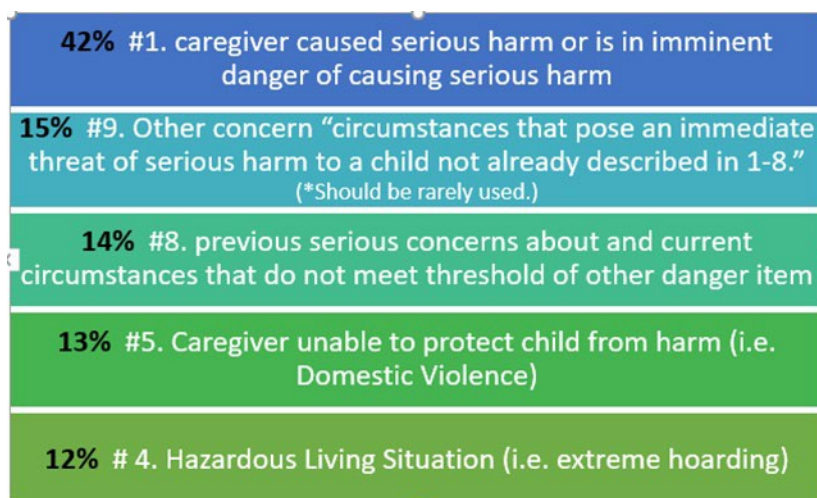 42% #1. caregiver caused serious harm or is in imminent
danger of causing serious harm
15% #9. Other concern “circumstances that pose an immediate
threat of serious harm to a child not already described in 1-8.”
(*Should be rarely used.)
14% #8. previous serious concerns about and current
circumstances that do not meet threshold of other danger item
13% #5. Caregiver unable to protect child from harm (i.e.
Domestic Violence)
12% # 4. Hazardous Living Situation (i.e. extreme hoarding)